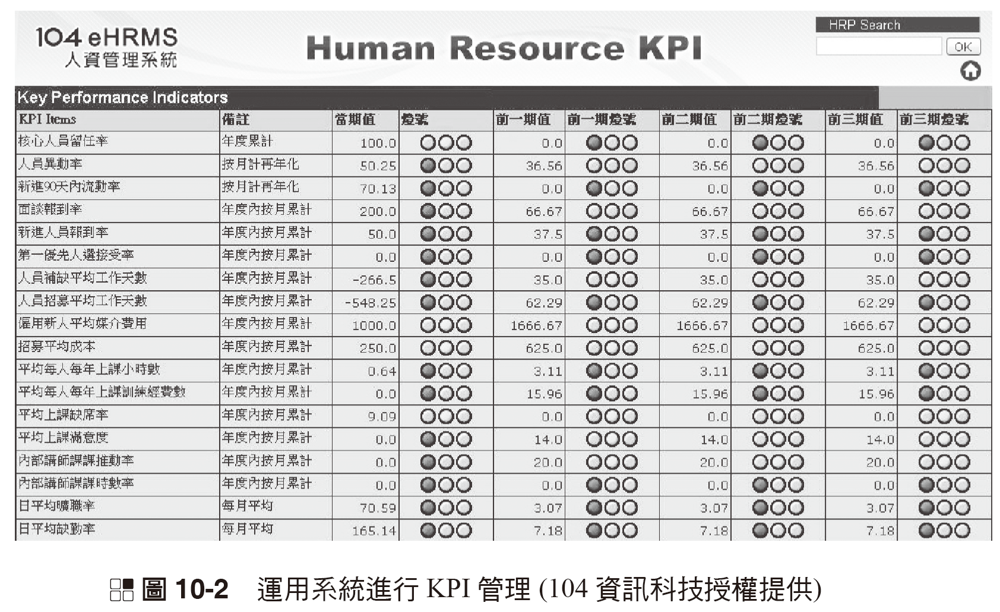 104 eHRMS
人資管理系統
Human Resource KPI
HRP Search
OK
Key Performance Indicators
KPI Items 備註 當期值 燈號 前一期值 前一期燈號 前二期值 前二期燈號 前三期值 前三期燈號
核心人員留任率 年度累計 100.0 0.0 0.0 0.0
人員異動率 按月計再年化 50.25 36.56 36.56 36.56
新進90天內流動率 按月計再年化 70.13 0.0 0.0 0.0
面談報到率 年度內按月累計 200.0 66.67 66.67 66.67
新進人員報到率 年度內按月累計 50.0 37.5 37.5 37.5
第一優先人選接受率 年度內按月累計 0.0 0.0 0.0 0.0
人員補缺平均工作天數 年度內按月累計 -266.5 35.0 35.0 35.0
人員招募平均工作天數 年度內按月累計 -548.25 62.29 62.29 62.29
僱用新人平均媒介費用 年度內按月累計 1000.0 1666.67 1666.67 1666.67
招募平均成本 年度內按月累計 250.0 625.0 625.0 625.0
平均每人每年上課小時數 年度內按月累計 0.64 3.11 3.11 3.11
平均每人每年上課訓練經費數 年度內按月累計 0.0 15.96 15.96 15.96
平均上課缺席率 年度內按月累計 9.09 0.0 0.0 0.0
平均上課滿意度 年度內按月累計 0.0 14.0 14.0 14.0
內部講師課課推動率 年度內按月累計 0.0 20.0 20.0 20.0
內部講師課課時數率 年度內按月累計 0.0 0.0 0.0 0.0
日平均曠職率 每月平均 70.59 3.07 3.07 3.07
日平均缺勤率 每月平均 165.14 7.18 7.18 7.18
圖 10-2 運用系統進行 KPI 管理 (104 資訊科技授權提供)